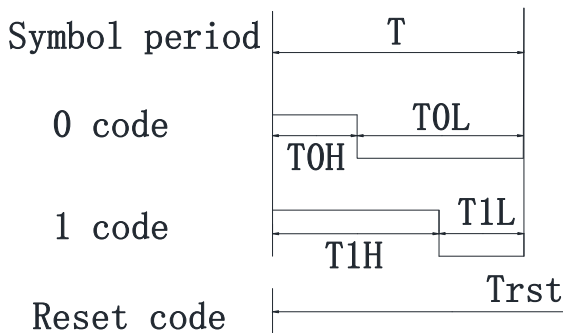 Symbol period T
0 code T0H T0L
1 code T1H T1L
Reset code Trst